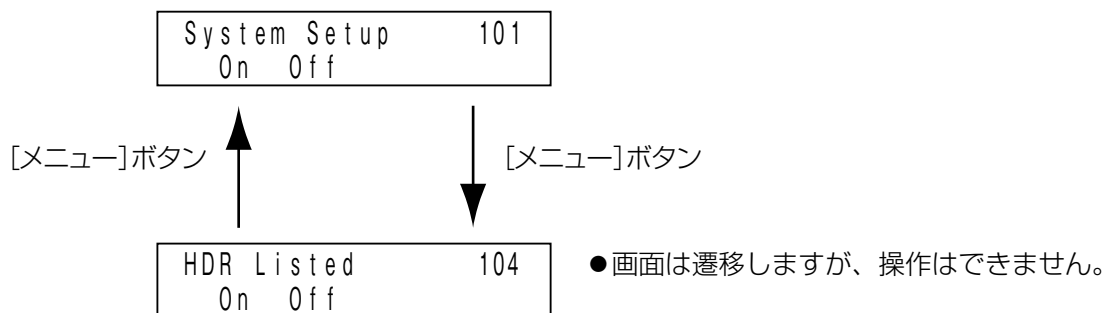 System Setup 101
On Off
[メニュー]ボタン
[メニュー]ボタン
HDR Listed 104
On Off
●画面は遷移しますが、操作はできません。